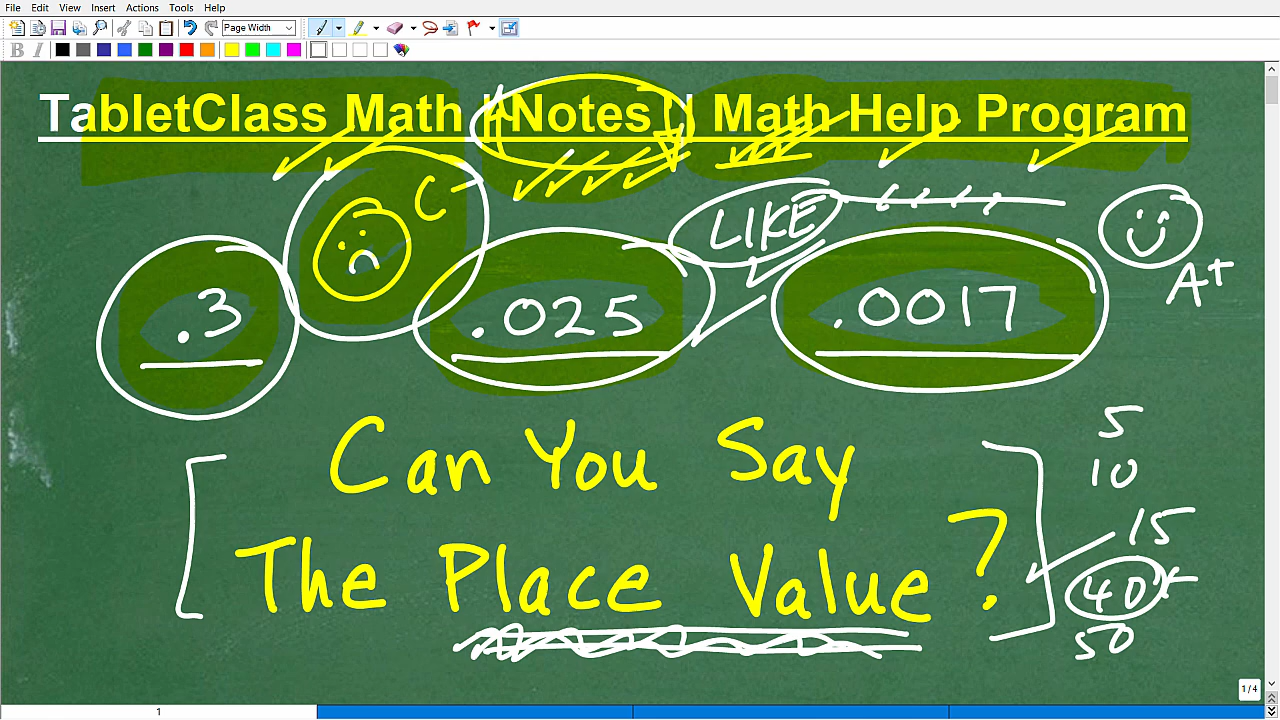 File Edit View Insert Actions Tools Help
Page Width
B I
TabletClass Math || Notes || Math Help Program
C-
LIKE
A+
.3 .025 .0017
Can You Say
The Place Value ?
5
10
15
40+
50
1/4
1